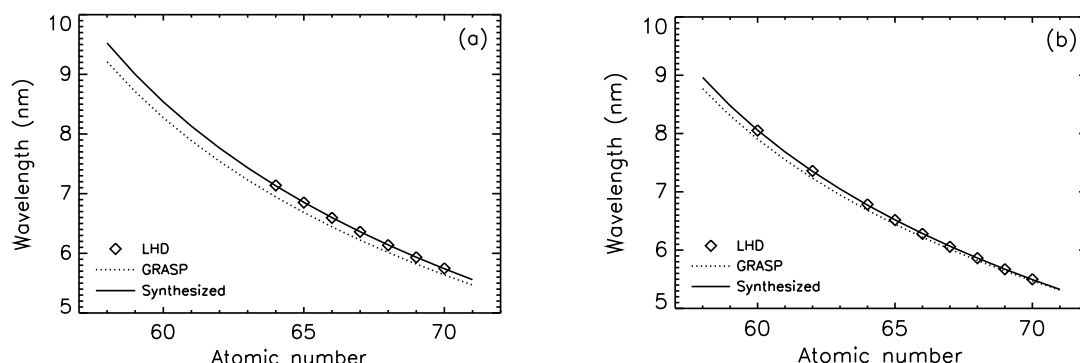 (a)
10
9
8
7
6
5
Wavelength (nm)
LHD
GRASP
Synthesized
60 65 70
Atomic number
(b)
10
9
8
7
6
5
Wavelength (nm)
LHD
GRASP
Synthesized
60 65 70
Atomic number